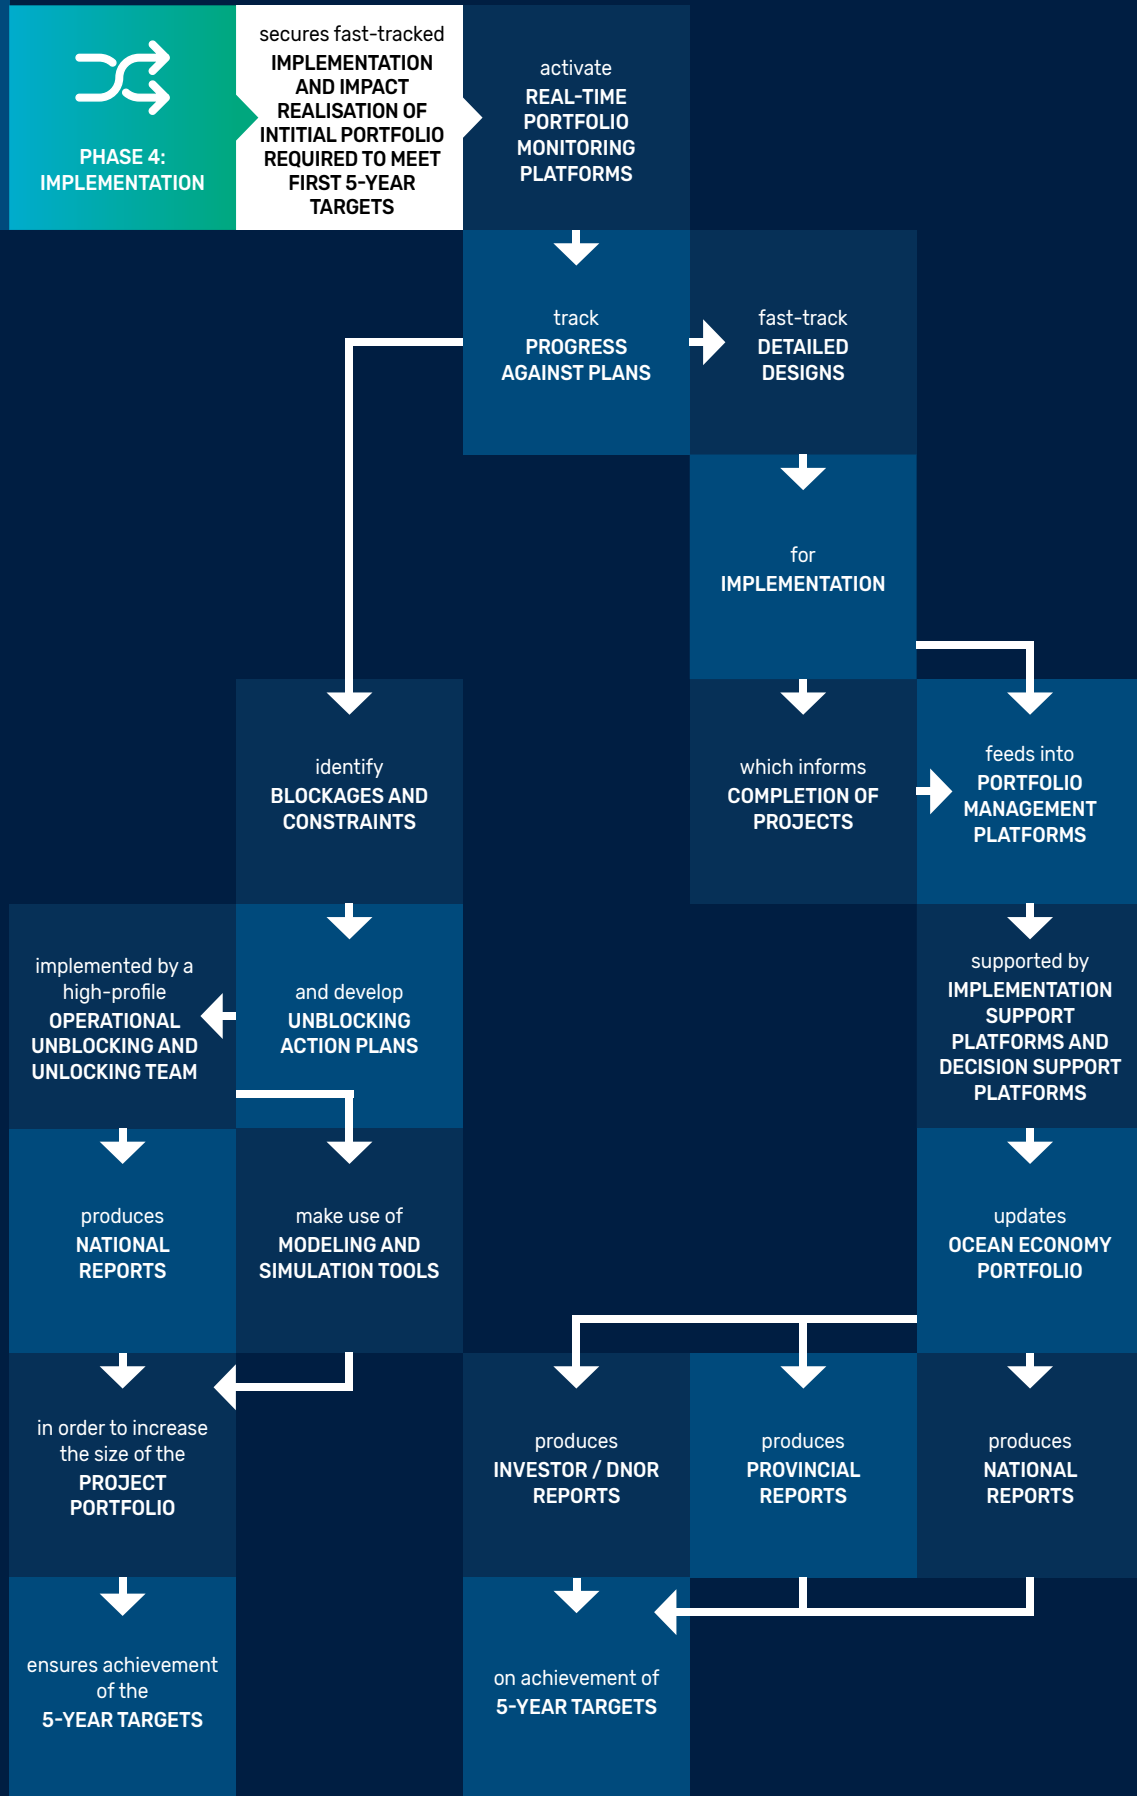 PHASE 4:
IMPLEMENTATION
secures fast-tracked
IMPLEMENTATION
AND IMPACT
REALISATION OF
INTITIAL PORTFOLIO
REQUIRED TO MEET
FIRST 5-YEAR
TARGETS
activate
REAL-TIME
PORTFOLIO
MONITORING
PLATFORMS
track
PROGRESS
AGAINST PLANS
fast-track
DETAILED
DESIGNS
for
IMPLEMENTATION
identify
BLOCKAGES AND
CONSTRAINTS
which informs
COMPLETION OF
PROJECTS
feeds into
PORTFOLIO
MANAGEMENT
PLATFORMS
implemented by a
high-profile
OPERATIONAL
UNBLOCKING AND
UNLOCKING TEAM
and develop
UNBLOCKING
ACTION PLANS
supported by
IMPLEMENTATION
SUPPORT
PLATFORMS AND
DECISION SUPPORT
PLATFORMS
produces
NATIONAL
REPORTS
make use of
MODELING AND
SIMULATION TOOLS
updates
OCEAN ECONOMY
PORTFOLIO
in order to increase
the size of the
PROJECT
PORTFOLIO
produces
INVESTOR / DNOR
REPORTS
produces
PROVINCIAL
REPORTS
produces
NATIONAL
REPORTS
ensures achievement
of the
5-YEAR TARGETS
on achievement of
5-YEAR TARGETS